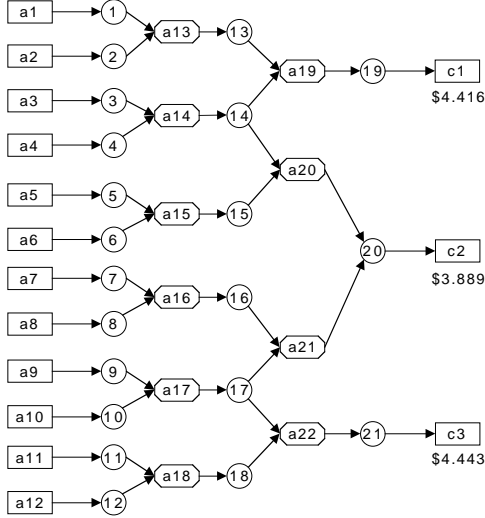 a1 1
a13 13
a2 2
a19 19 c1
$4.416
a3 3
a14 14
a4 4
a20
a5 5
a15 15
a6 6
20 c2
$3.889
a7 7
a16 16
a8 8
a21
a9 9
a17 17
a10 10
a22 21 c3
$4.443
a11 11
a18 18
a12 12